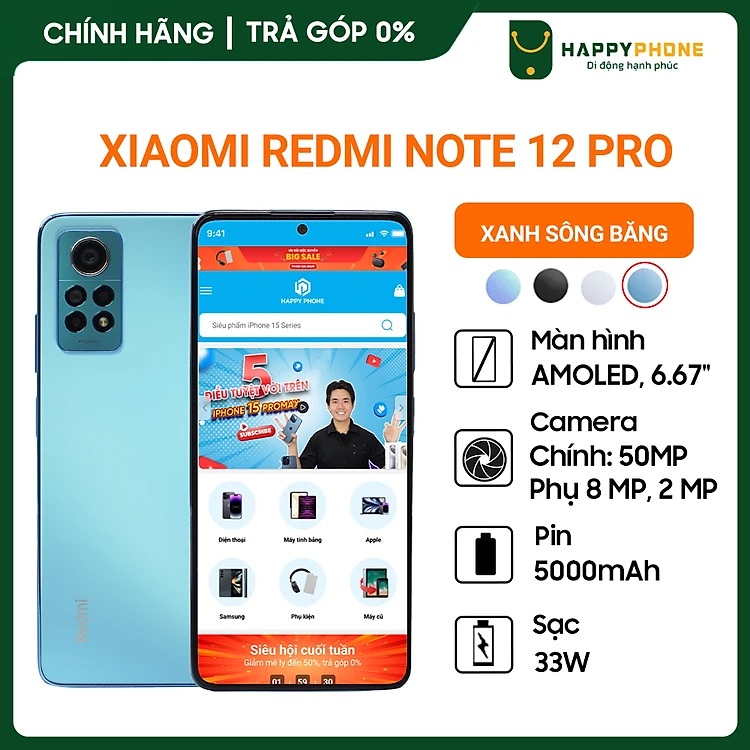 CHÍNH HÃNG | TRẢ GÓP 0%
HAPPYPHONE
Di động hạnh phúc
XIAOMI REDMI NOTE 12 PRO
XANH SÔNG BĂNG
9:41
BIG SALE
HAPPY PHONE
Siêu phẩm iPhone 15 Series
5
ĐIỀU TUYỆT VỜI TRÊN
IPHONE 15 PROMAX
SUBSCRIBE
Điện thoại
Máy tính bảng
Apple
Samsung
Phụ kiện
Máy cũ
Siêu hội cuối tuần
Giảm mê ly đến 50%, trả góp 0%
01 59 30
Redmi
Màn hình
AMOLED, 6.67"
Camera
Chính: 50MP
Phụ 8 MP, 2 MP
Pin
5000mAh
Sạc
33W